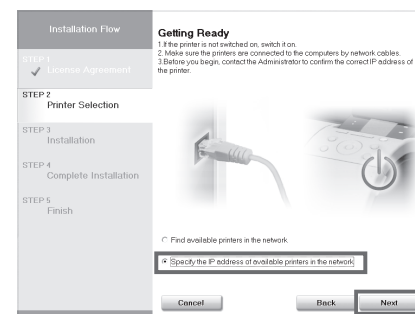 Installation Flow
STEP 1
License Agreement
STEP 2
Printer Selection
STEP 3
Installation
STEP 4
Complete Installation
STEP 5
Finish
Getting Ready
1.If the printer is not switched on, switch it on.
2. Make sure the printers are connected to the computers by network cables.
3.Before you begin, contact the Administrator to confirm the correct IP address of
the printer.
Find available printers in the network
Specify the IP address of available printers in the network
Cancel
Back
Next